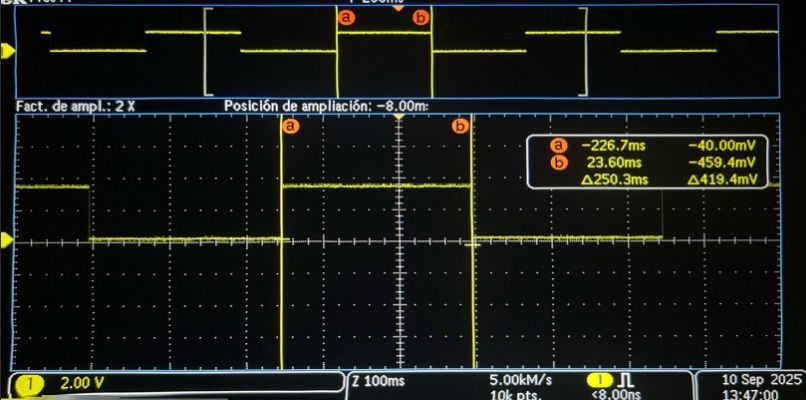 a b
Fact. de ampl.: 2 X Posición de ampliación: -8.00m:
a b
a -226.7ms -40.00mV
b 23.60ms -459.4mV
Δ250.3ms Δ419.4mV
1 2.00 V Z 100ms 5.00kM/s 1 10 Sep 2025
10k pts. <8.00ns 13:47:00